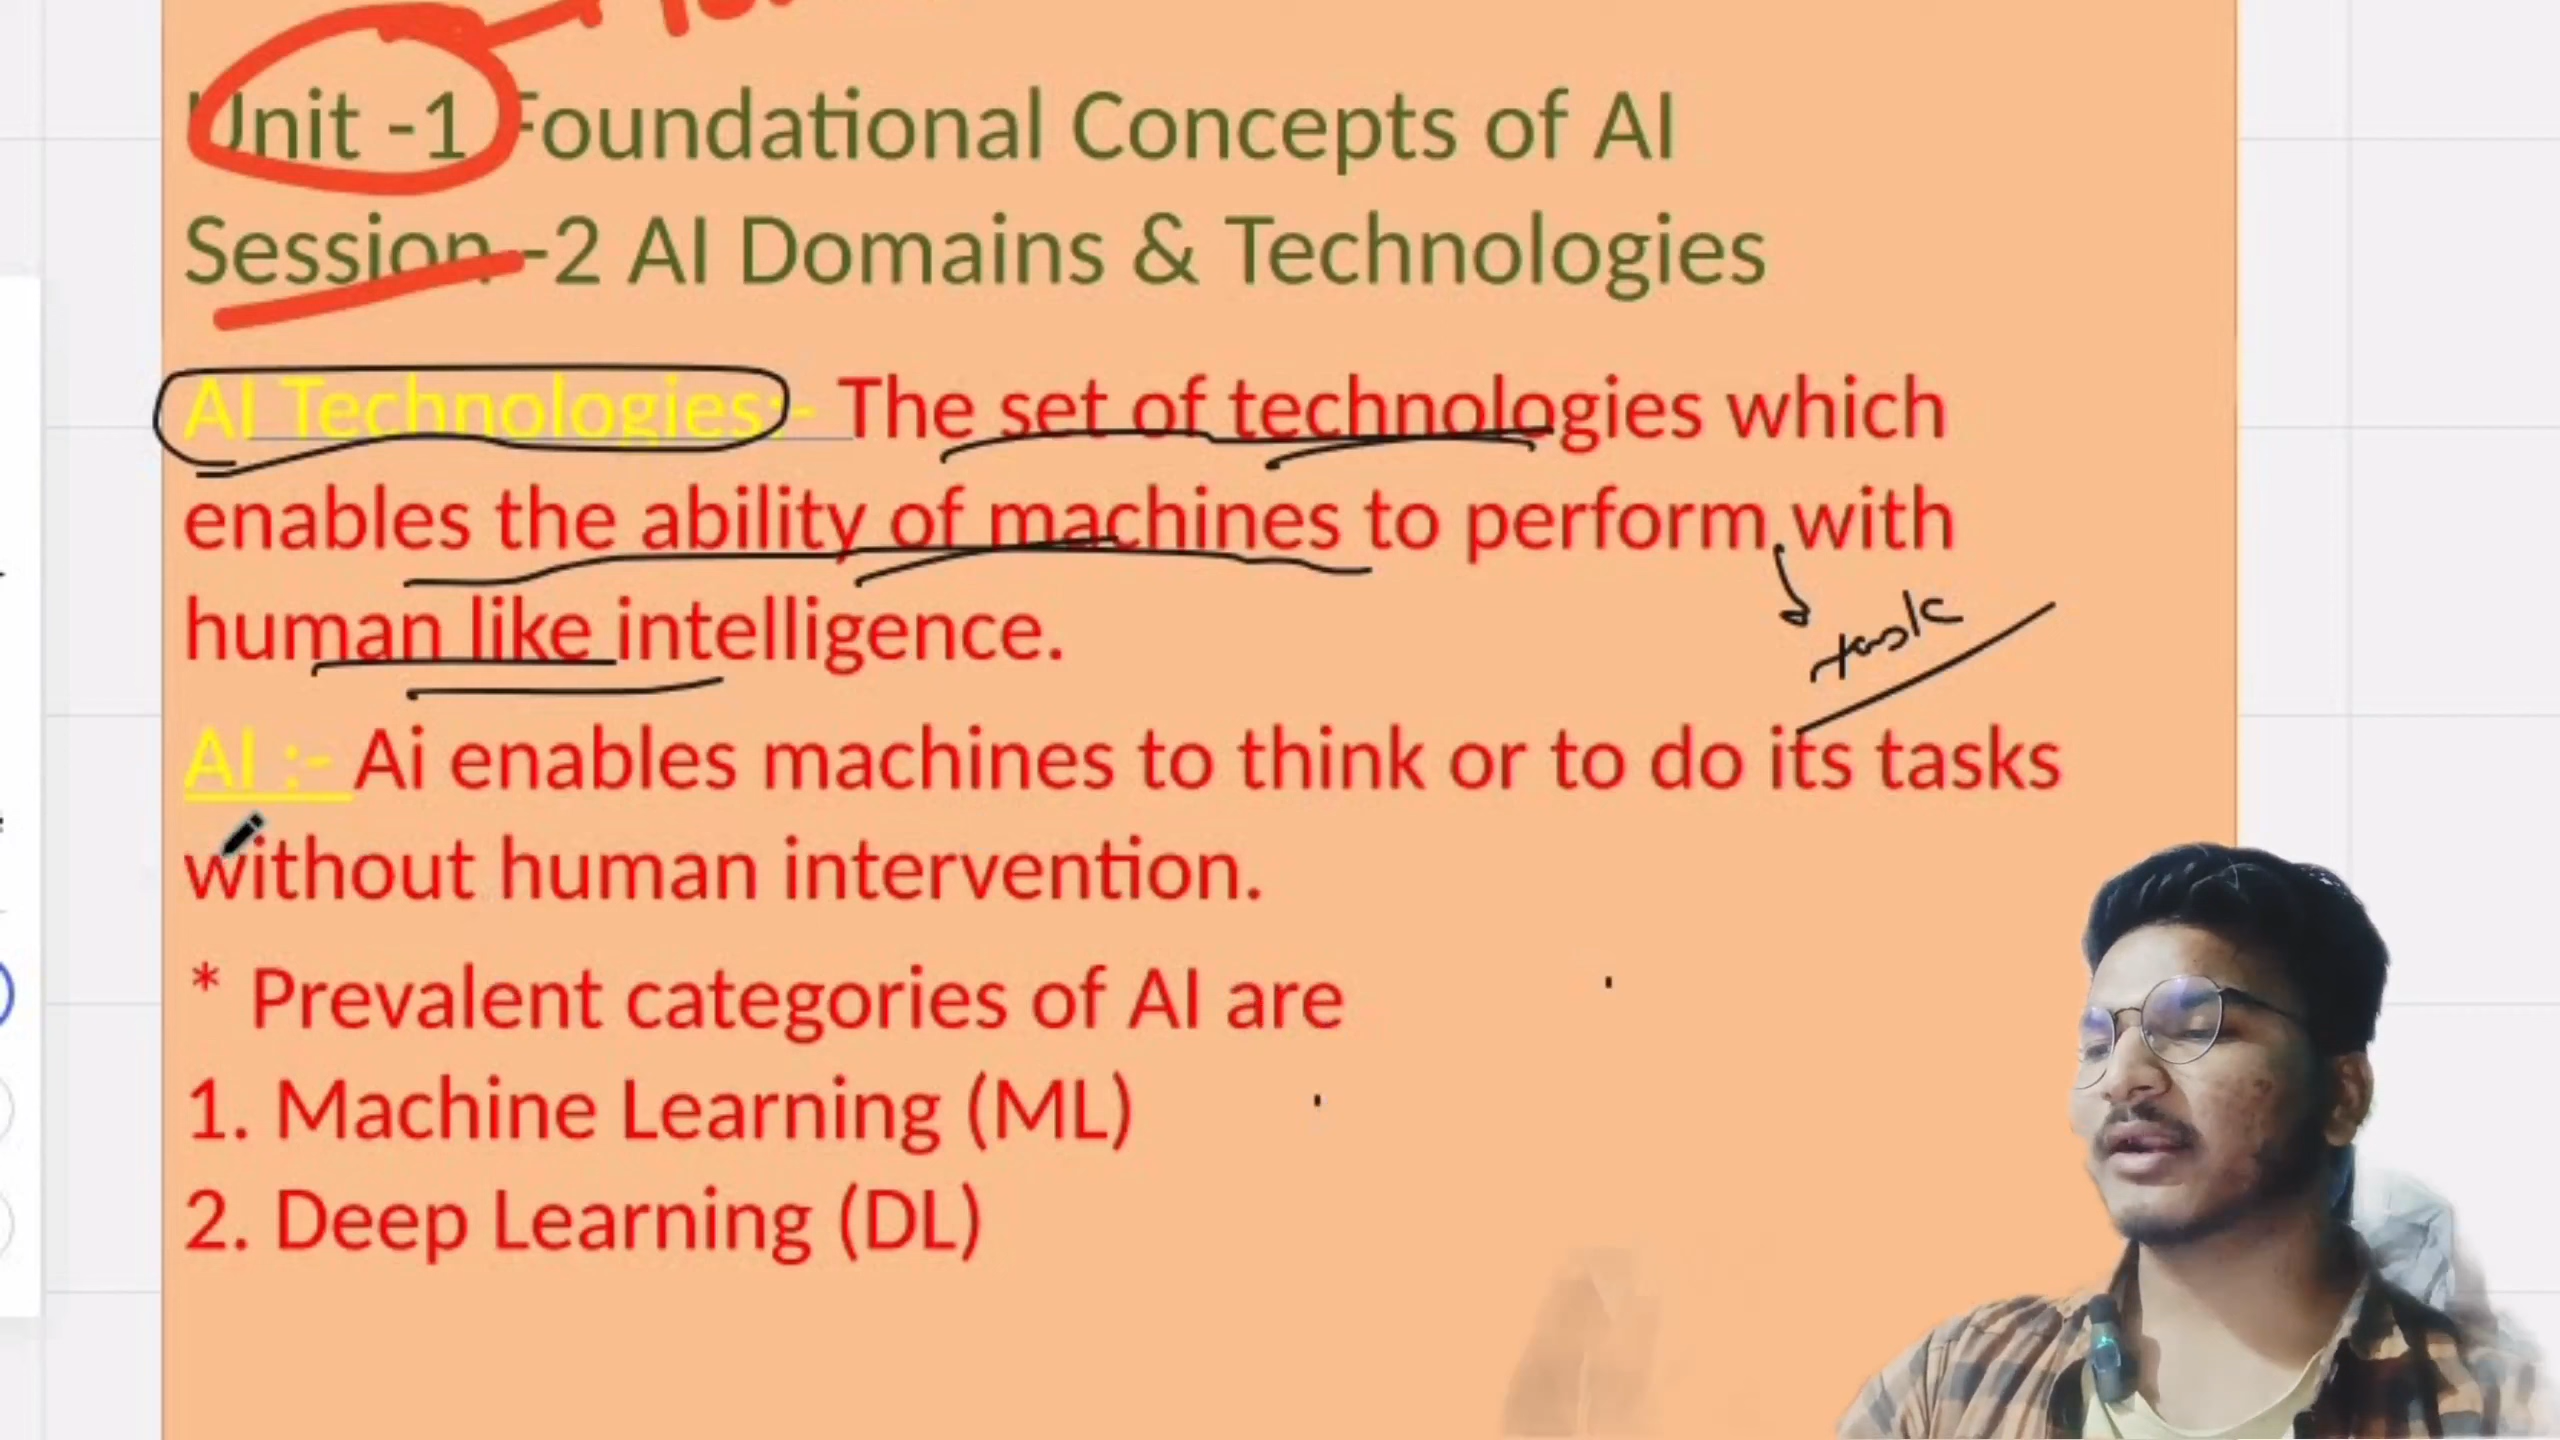 Unit -1 Foundational Concepts of AI
Session -2 AI Domains & Technologies
AI Technologies:- The set of technologies which
enables the ability of machines to perform with
human like intelligence.
task
AI :- Ai enables machines to think or to do its tasks
without human intervention.
* Prevalent categories of AI are
1. Machine Learning (ML)
2. Deep Learning (DL)